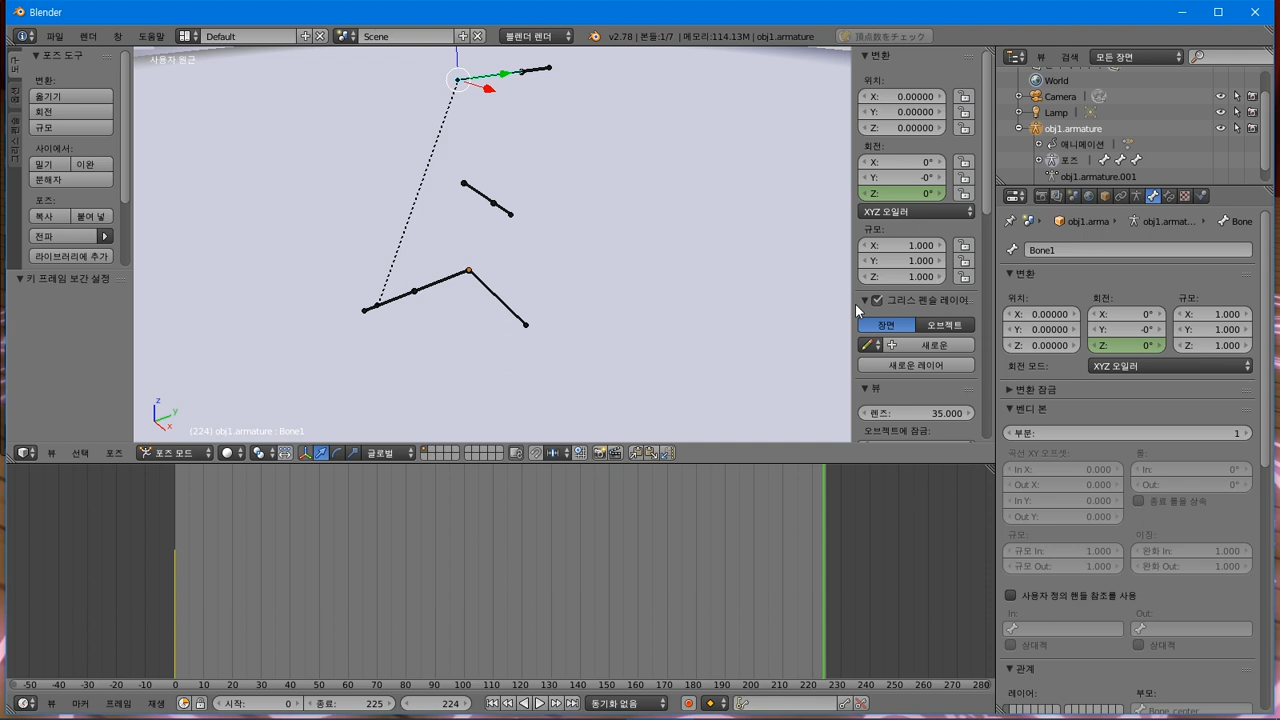 Blender
파일 렌더 창 도움말 Default Scene 블렌더 렌더 v2.78 | 본들:1/7 | 메모리:114.13M | obj1.armature 頂点数をチェック
포즈 도구
변환:
옮기기
회전
규모
사이에서:
밀기 이완
분해자
포즈:
복사 붙여 넣
전파
라이브러리에 추가
키 프레임 보간 설정
사용자 원근
z
y
x
(224) obj1.armature : Bone1
변환
위치:
X: 0.00000
Y: 0.00000
Z: 0.00000
회전:
X: 0°
Y: -0°
Z: 0°
XYZ 오일러
규모:
X: 1.000
Y: 1.000
Z: 1.000
그리스 펜슬 레이어
장면 오브젝트
새로운
새로운 레이어
뷰
렌즈: 35.000
오브젝트에 잠금:
뷰 선택 포즈 포즈 모드 글로벌
뷰 검색 모든 장면
World
Camera
Lamp
obj1.armature
애니메이션
포즈
obj1.armature.001
obj1.arma obj1.armat... Bone
Bone1
변환
위치: 회전: 규모:
X: 0.00000 X: 0° X: 1.000
Y: 0.00000 Y: -0° Y: 1.000
Z: 0.00000 Z: 0° Z: 1.000
회전 모드: XYZ 오일러
변환 잠금
벤디 본
부분: 1
곡선 XY 오프셋: 롤:
In X: 0.000 In: 0°
Out X: 0.000 Out: 0°
In Y: 0.000 종료 롤을 상속
Out Y: 0.000
규모: 이징:
규모 In: 1.000 완화 In: 1.000
규모 Out: 1.000 완화 Out: 1.000
사용자 정의 핸들 참조를 사용
In: Out:
상대적 상대적
관계
레이어: 부모:
Bone_center
-50 -40 -30 -20 -10 0 10 20 30 40 50 60 70 80 90 100 110 120 130 140 150 160 170 180 190 200 210 220 230 240 250 260 270 280
뷰 마커 프레임 재생 시작: 0 종료: 225 224 동기화 없음